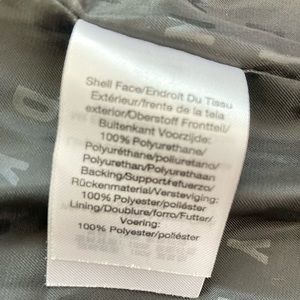 Shell Face/Endroit Du Tissu
Extérieur/frente de la tela
exterior/Oberstoff Frontteil/
Buitenkant Voorzijde:
100% Polyurethane/
Polyuréthane/poliuretano/
Polyurethan/Polyurethaan
Backing/Support/refuerzo/
Rückenmaterial/Versteviging:
100% Polyester/poliéster
Lining/Doublure/forro/Futter/
Voering:
100% Polyester/poliéster